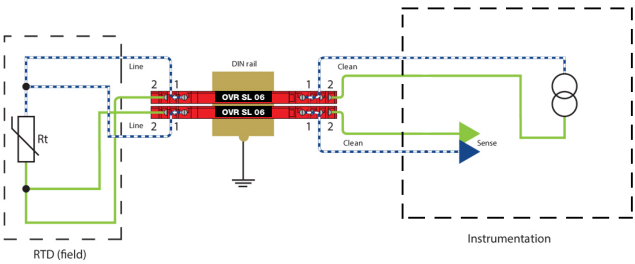 Line
DIN rail
Clean
2 1
1 2
OVR SL 06
OVR SL 06
Line
2 1
1 2
Rt
Clean
Sense
Instrumentation
RTD (field)